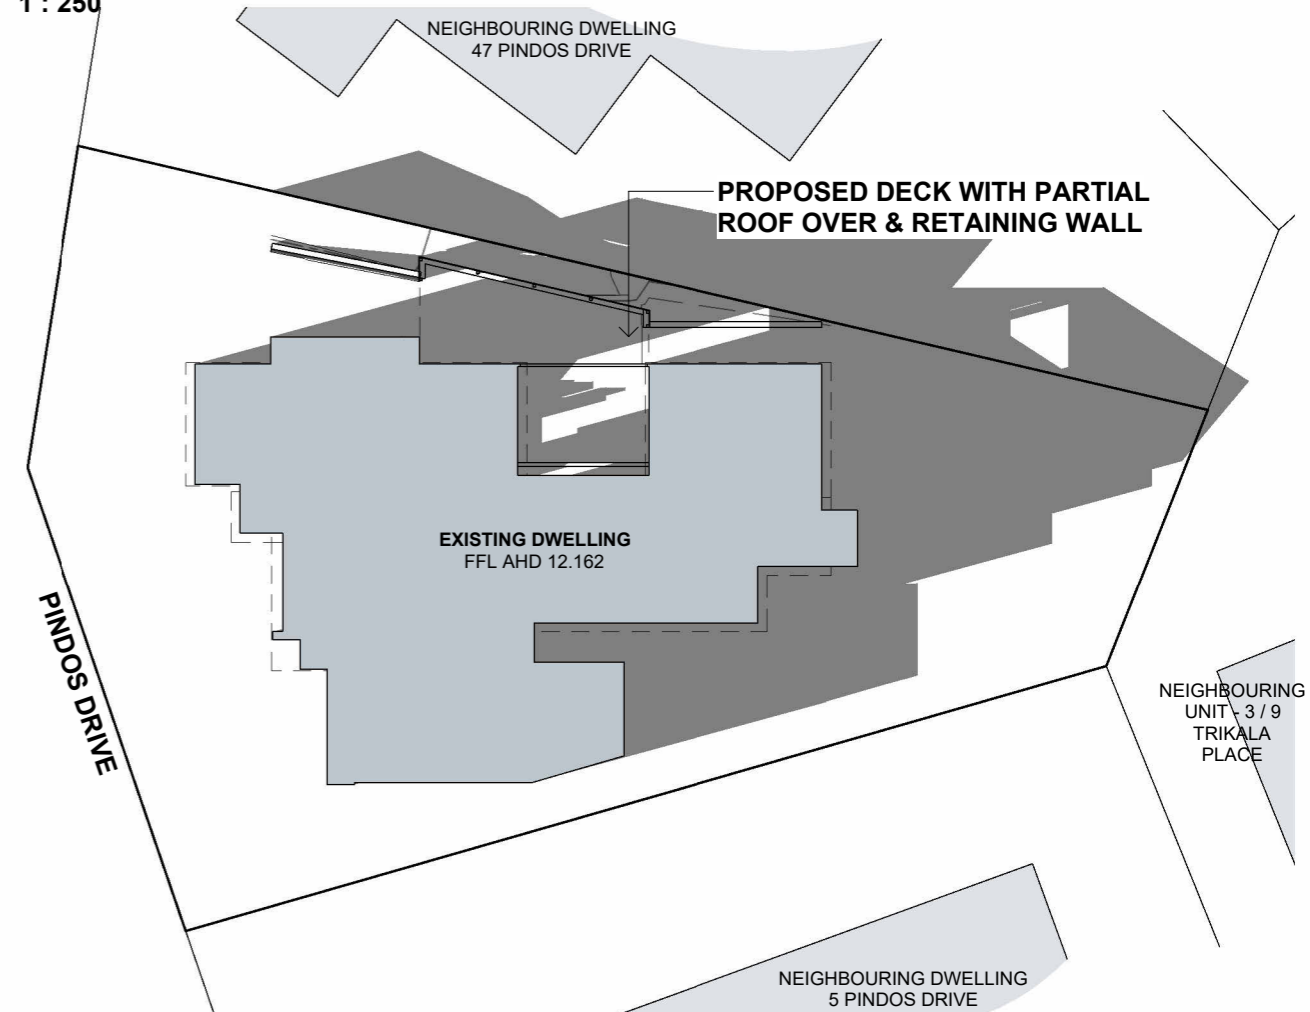 1 : 250
NEIGHBOURING DWELLING
47 PINDOS DRIVE
PROPOSED DECK WITH PARTIAL
ROOF OVER & RETAINING WALL
EXISTING DWELLING
FFL AHD 12.162
PINDOS DRIVE
NEIGHBOURING
UNIT - 3 / 9
TRIKALA
PLACE
NEIGHBOURING DWELLING
5 PINDOS DRIVE